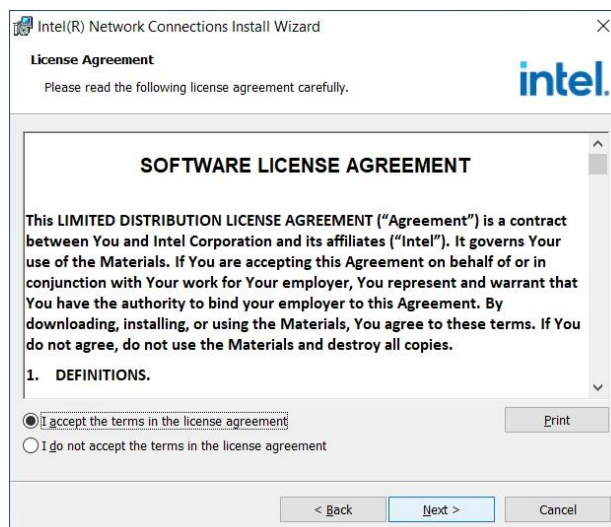 Intel(R) Network Connections Install Wizard
License Agreement
Please read the following license agreement carefully.
intel.
SOFTWARE LICENSE AGREEMENT
This LIMITED DISTRIBUTION LICENSE AGREEMENT (“Agreement”) is a contract
between You and Intel Corporation and its affiliates (“Intel”). It governs Your
use of the Materials. If You are accepting this Agreement on behalf of or in
conjunction with Your work for Your employer, You represent and warrant that
You have the authority to bind your employer to this Agreement. By
downloading, installing, or using the Materials, You agree to these terms. If You
do not agree, do not use the Materials and destroy all copies.
1. DEFINITIONS.
I accept the terms in the license agreement
Print
I do not accept the terms in the license agreement
< Back
Next >
Cancel